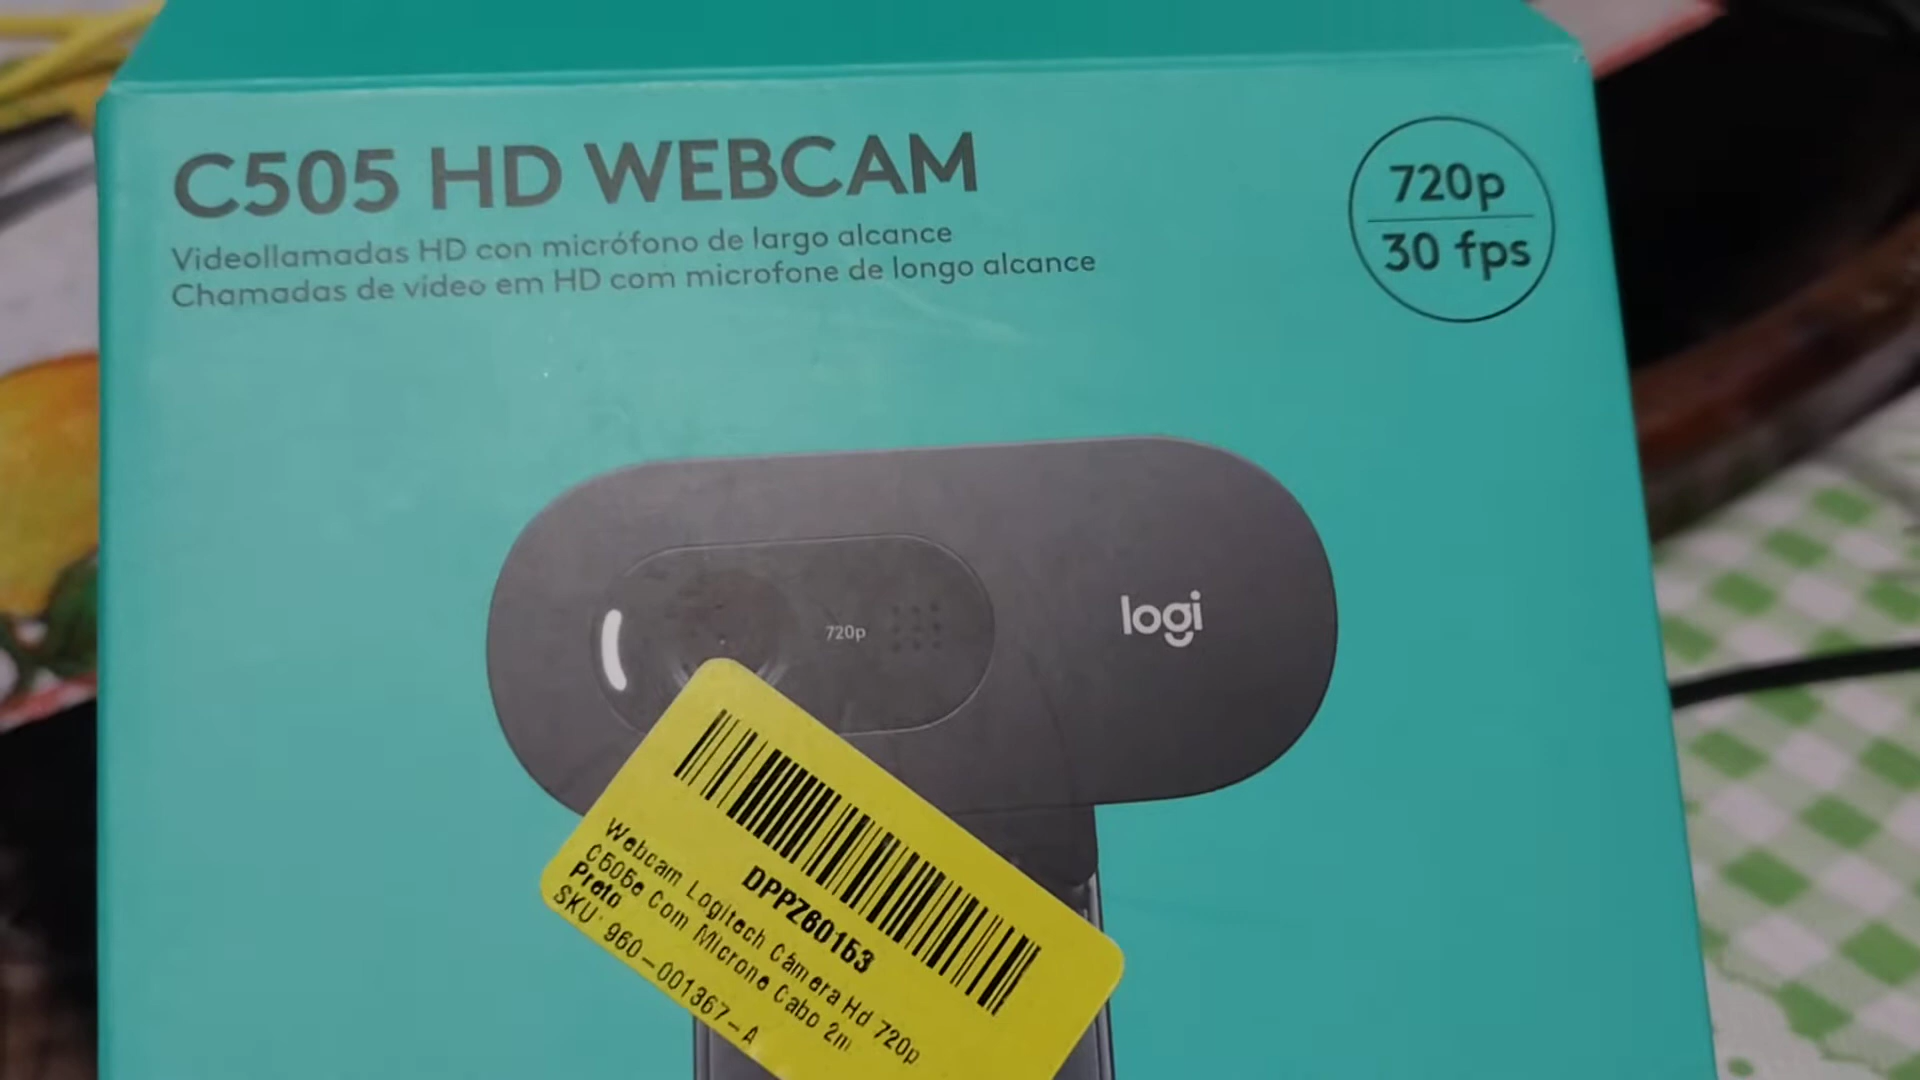 C505 HD WEBCAM
Videollamadas HD con micrófono de largo alcance
Chamadas de vídeo em HD com microfone de longo alcance
720p
30 fps
720p
logi
DPPZ60153
Webcam Logitech Câmera Hd 720p
C505e Com Microne Cabo 2m
Preto
SKU: 960-001367-A